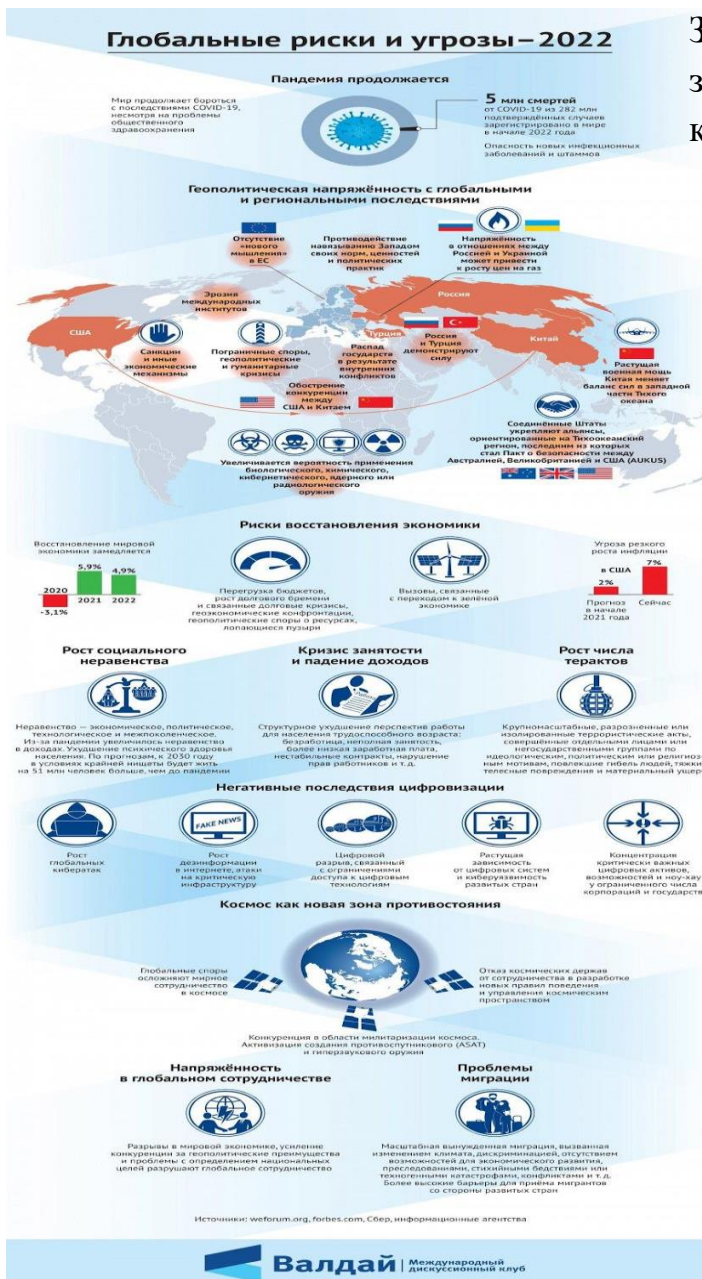 Глобальные риски и угрозы–2022
З
з
к
Пандемия продолжается
Мир продолжает бороться
с последствиями COVID-19,
несмотря на проблемы
общественного
здравоохранения
5 млн смертей
от COVID-19 из 282 млн
подтверждённых случаев
зарегистрировано в мире
в начале 2022 года
Опасность новых инфекционных
заболеваний и штаммов
Геополитическая напряжённость с глобальными
и региональными последствиями
Отсутствие
«нового
мышления»
в ЕС
Противодействие
навязыванию Западом
своих норм, ценностей
и политических
практик
Напряжённость
в отношениях между
Россией и Украиной
может привести
к росту цен на газ
Эрозия
международных
институтов
Россия
США
Турция
Китай
Санкции
и иные
экономические
механизмы
Пограничные споры,
геополитические
и гуманитарные
кризисы
Распад
государств
в результате
внутренних
конфликтов
Россия
и Турция
демонстрируют
силу
Растущая
военная мощь
Китая меняет
баланс сил в западной
части Тихого
океана
Обострение
конкуренции
между
США и Китаем
Соединённые Штаты
укрепляют альянсы,
ориентированные на Тихоокеанский
регион, последним из которых
стал Пакт о безопасности между
Австралией, Великобританией и США (AUKUS)
Увеличивается вероятность применения
биологического, химического,
кибернетического, ядерного или
радиологического
оружия
Риски восстановления экономики
Восстановление мировой
экономики замедляется
2020
-3,1%
5,9%
2021
4,9%
2022
Перегрузка бюджетов,
рост долгового бремени
и связанные долговые кризисы,
геоэкономические конфронтации,
геополитические споры о ресурсах,
лопающиеся пузыри
Вызовы, связанные
с переходом к зелёной
экономике
Угроза резкого
роста инфляции
в США
2%
7%
Прогноз
в начале
2021 года
Сейчас
Рост социального
неравенства
Неравенство — экономическое, политическое,
технологическое и межпоколенческое.
Из-за пандемии увеличилось неравенство
в доходах. Ухудшение психического здоровья
населения. По прогнозам, к 2030 году
в условиях крайней нищеты будет жить
на 51 млн человек больше, чем до пандемии
Кризис занятости
и падение доходов
Структурное ухудшение перспектив работы
для населения трудоспособного возраста:
безработица, неполная занятость,
более низкая заработная плата,
нестабильные контракты, нарушение
прав работников и т. д.
Рост числа
терактов
Крупномасштабные, разрозненные или
изолированные террористические акты,
совершённые отдельными лицами или
негосударственными группами по
идеологическим, политическим или религиоз-
ным мотивам, повлекшие гибель людей, тяжки
телесные повреждения и материальный ущер
Негативные последствия цифровизации
Рост
глобальных
кибератак
FAKE NEWS
Рост
дезинформации
в интернете, атаки
на критическую
инфраструктуру
Цифровой
разрыв, связанный
с ограничениями
доступа к цифровым
технологиям
Растущая
зависимость
от цифровых систем
и киберуязвимость
развитых стран
Концентрация
критически важных
цифровых активов,
возможностей и ноу-хау
у ограниченного числа
корпораций и государств
Космос как новая зона противостояния
Глобальные споры
осложняют мирное
сотрудничество
в космосе
Отказ космических держав
от сотрудничества в разработке
новых правил поведения
и управления космическим
пространством
Конкуренция в области милитаризации космоса.
Активизация создания противоспутникового (ASAT)
и гиперзвукового оружия
Напряжённость
в глобальном сотрудничестве
Разрывы в мировой экономике, усиление
конкуренции за геополитические преимущества
и проблемы с определением национальных
целей разрушают глобальное сотрудничество
Проблемы
миграции
Масштабная вынужденная миграция, вызванная
изменением климата, дискриминацией, отсутствием
возможностей для экономического развития,
преследованиями, стихийными бедствиями или
техногенными катастрофами, конфликтами и т. д.
Более высокие барьеры для приёма мигрантов
со стороны развитых стран
Источники: weforum.org, forbes.com, Сбер, информационные агентства
Валдай
Международный
дискуссионный клуб